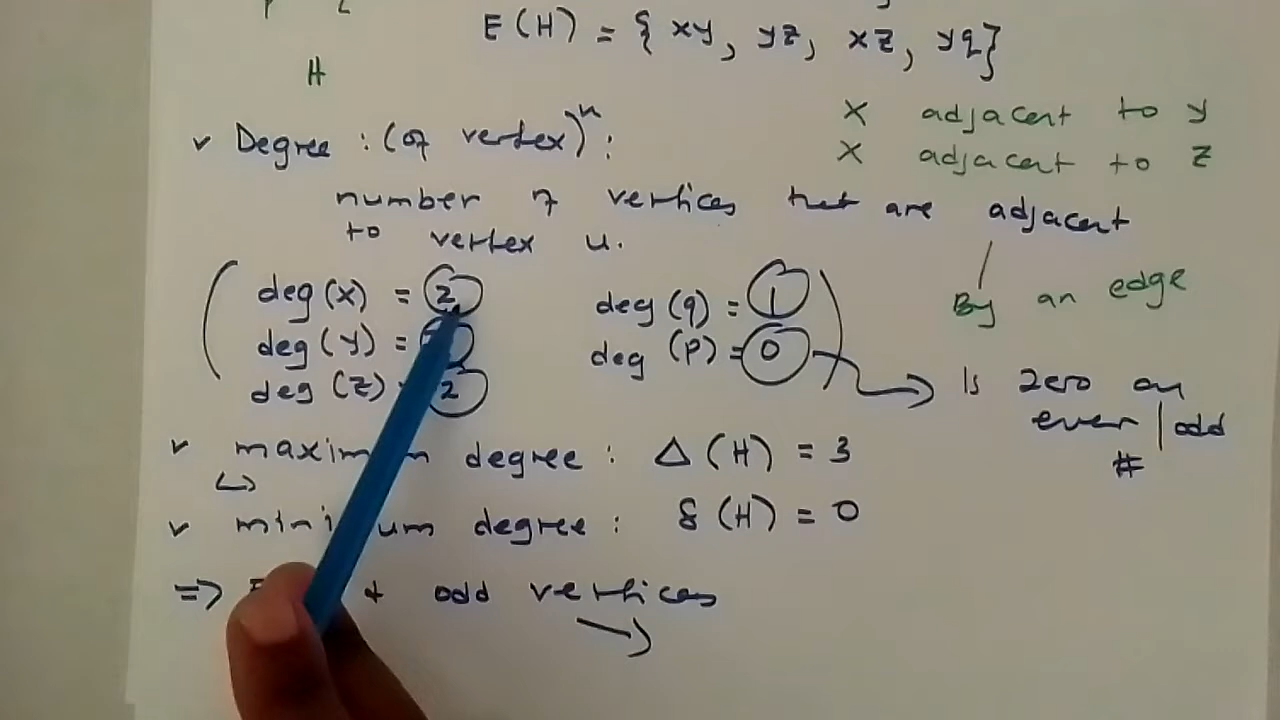 E(H) = { xy, yz, xz, yq}
H
x adjacent to y
✓ Degree : (of vertex)ᵘ :
x adjacent to z
number of vertices that are adjacent
to vertex u.
By an edge
deg(x) = 2 deg(q) = 1
deg(y) = deg(p) = 0
deg(z) 2 Is zero an
even | odd
#
✓ maximum degree : Δ(H) = 3
✓ minimum degree : δ(H) = 0
=> odd vertices